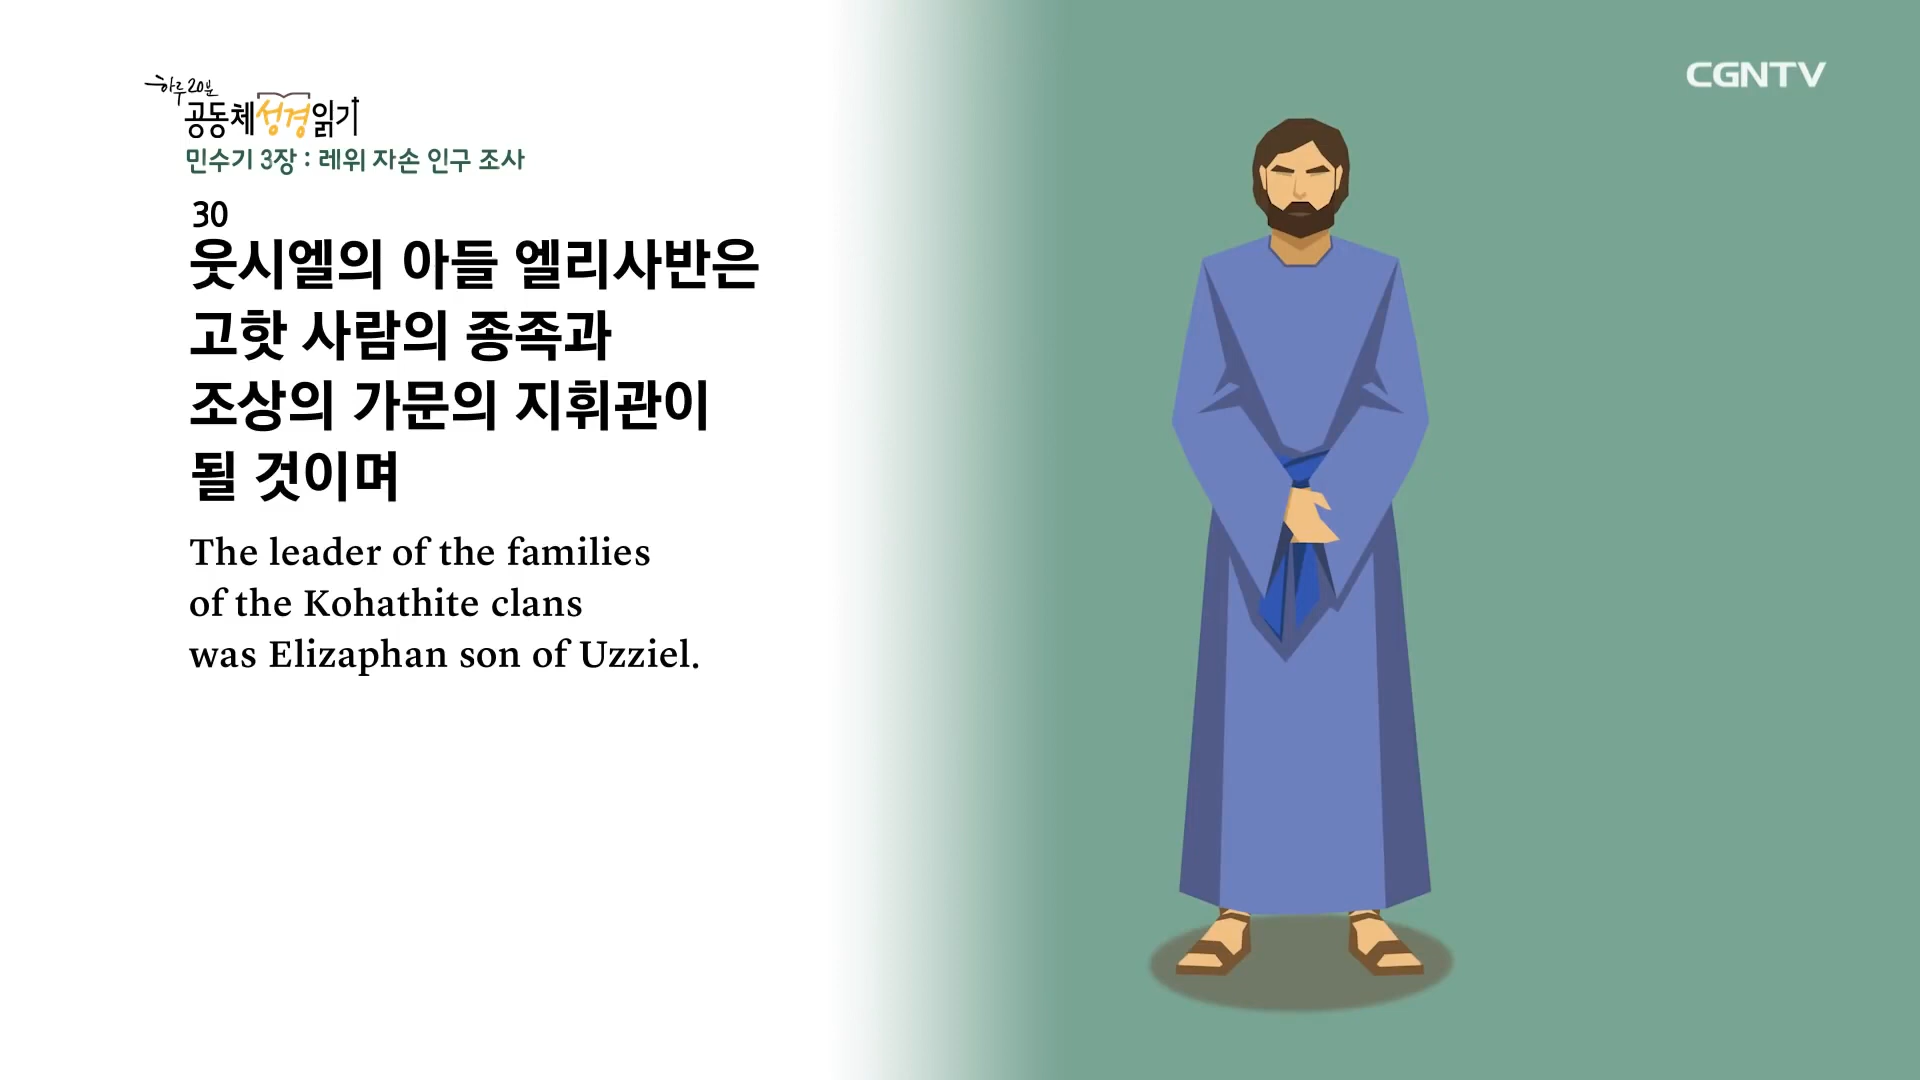 하루 20분
공동체성경읽기
CGNTV
민수기 3장 : 레위 자손 인구 조사
30
웃시엘의 아들 엘리사반은
고핫 사람의 종족과
조상의 가문의 지휘관이
될 것이며
The leader of the families
of the Kohathite clans
was Elizaphan son of Uzziel.